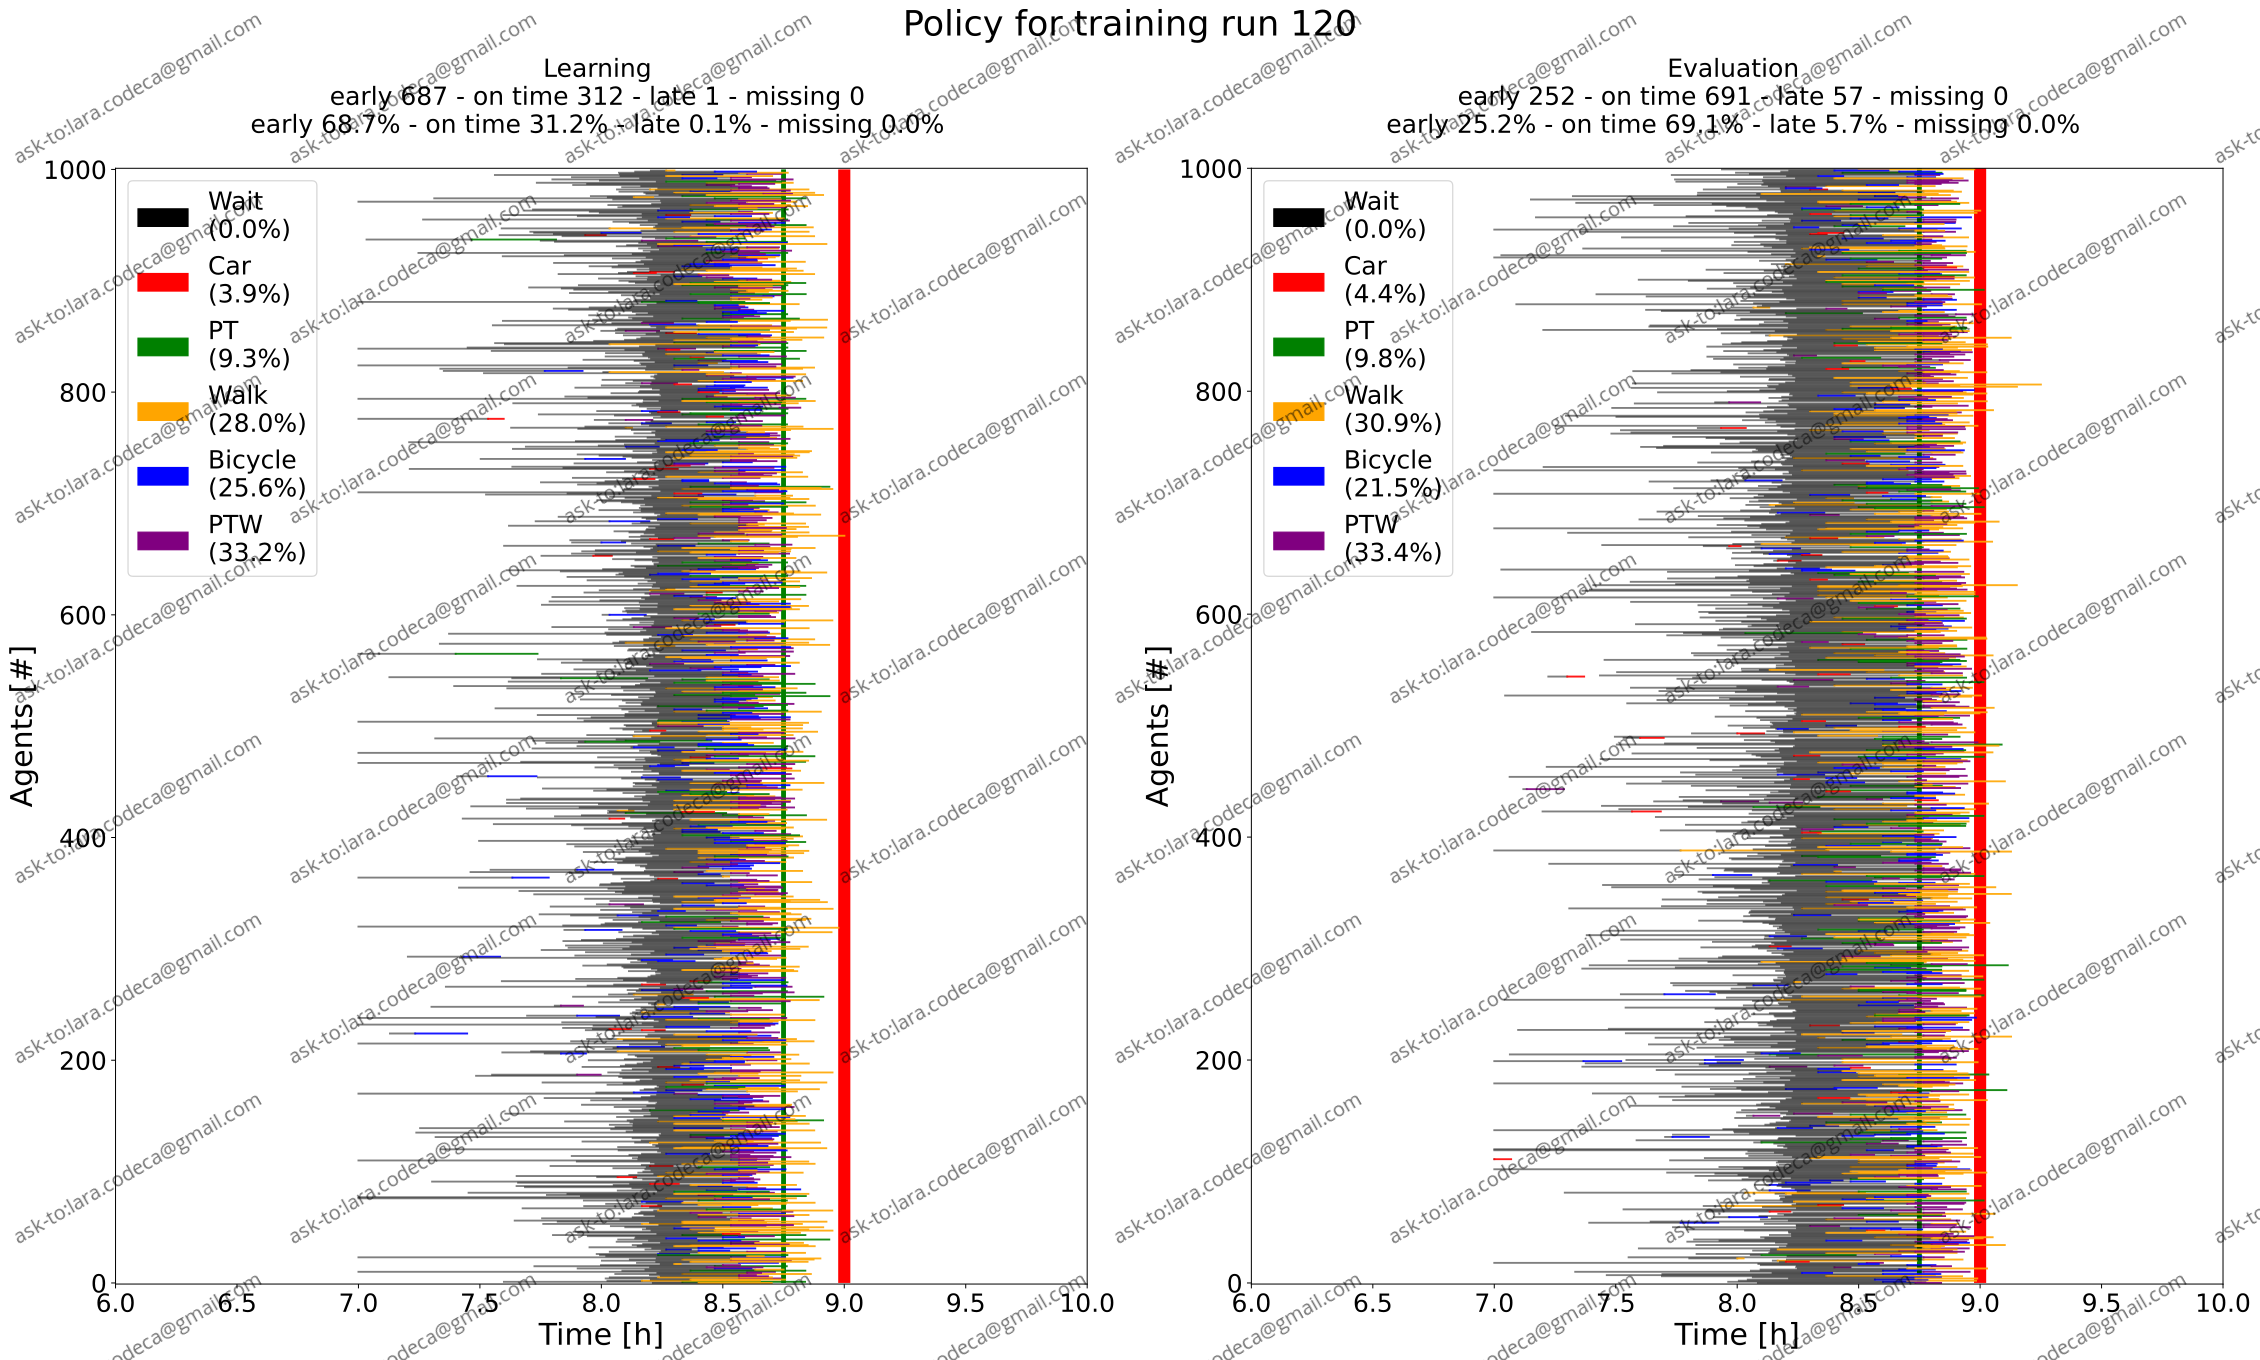 Policy for training run 120
Learning
early 687 - on time 312 - late 1 - missing 0
early 68.7% - on time 31.2% - late 0.1% - missing 0.0%
1000
800
600
400
200
0
Agents [#]
Wait
(0.0%)
Car
(3.9%)
PT
(9.3%)
Walk
(28.0%)
Bicycle
(25.6%)
PTW
(33.2%)
6.0 6.5 7.0 7.5 8.0 8.5 9.0 9.5 10.0
Time [h]
Evaluation
early 252 - on time 691 - late 57 - missing 0
early 25.2% - on time 69.1% - late 5.7% - missing 0.0%
1000
800
600
400
200
0
Agents [#]
Wait
(0.0%)
Car
(4.4%)
PT
(9.8%)
Walk
(30.9%)
Bicycle
(21.5%)
PTW
(33.4%)
6.0 6.5 7.0 7.5 8.0 8.5 9.0 9.5 10.0
Time [h]
ask-to:lara.codeca@gmail.com